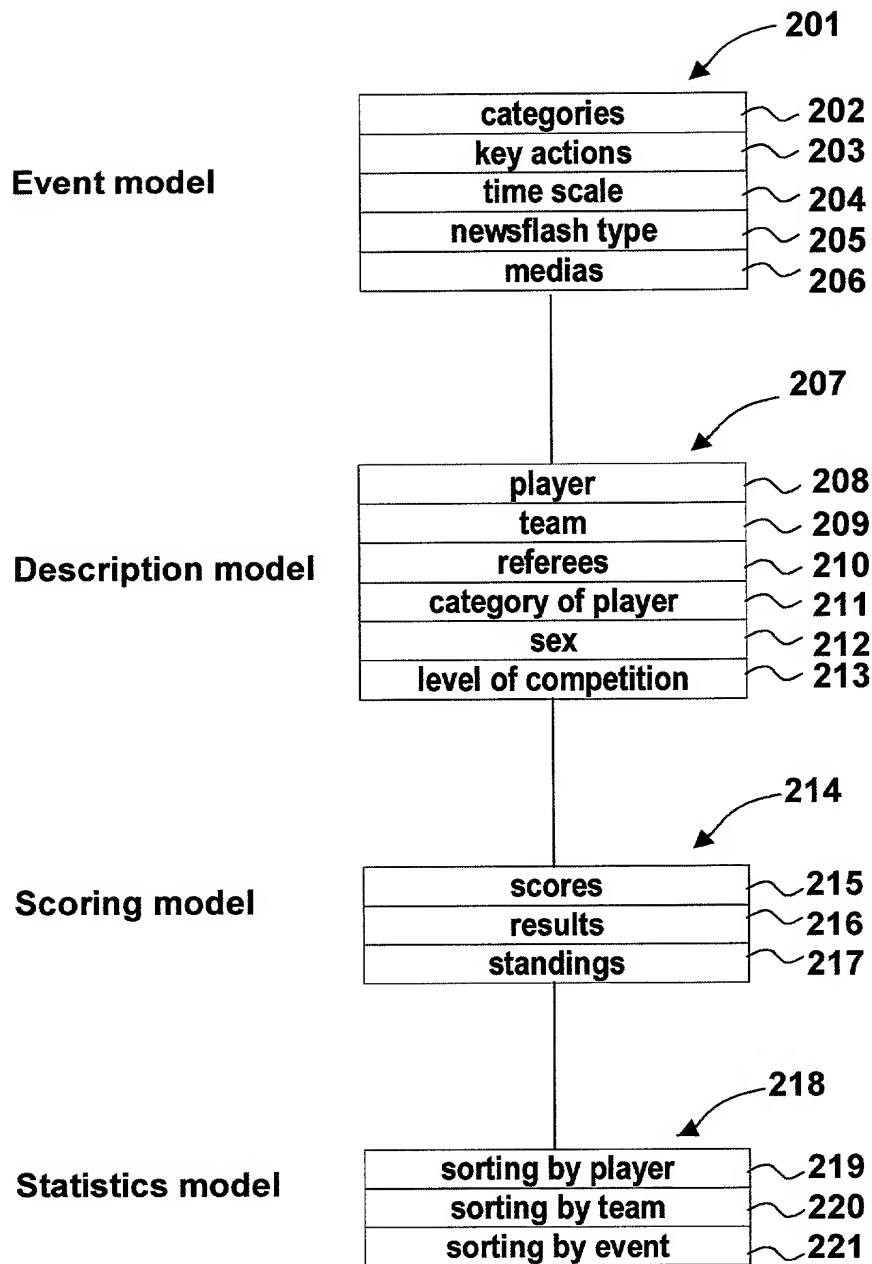 201
categories 202
key actions 203
Event model time scale 204
newsflash type 205
medias 206
207
player 208
team 209
Description model referees 210
category of player 211
sex 212
level of competition 213
214
scores 215
Scoring model results 216
standings 217
218
sorting by player 219
Statistics model sorting by team 220
sorting by event 221